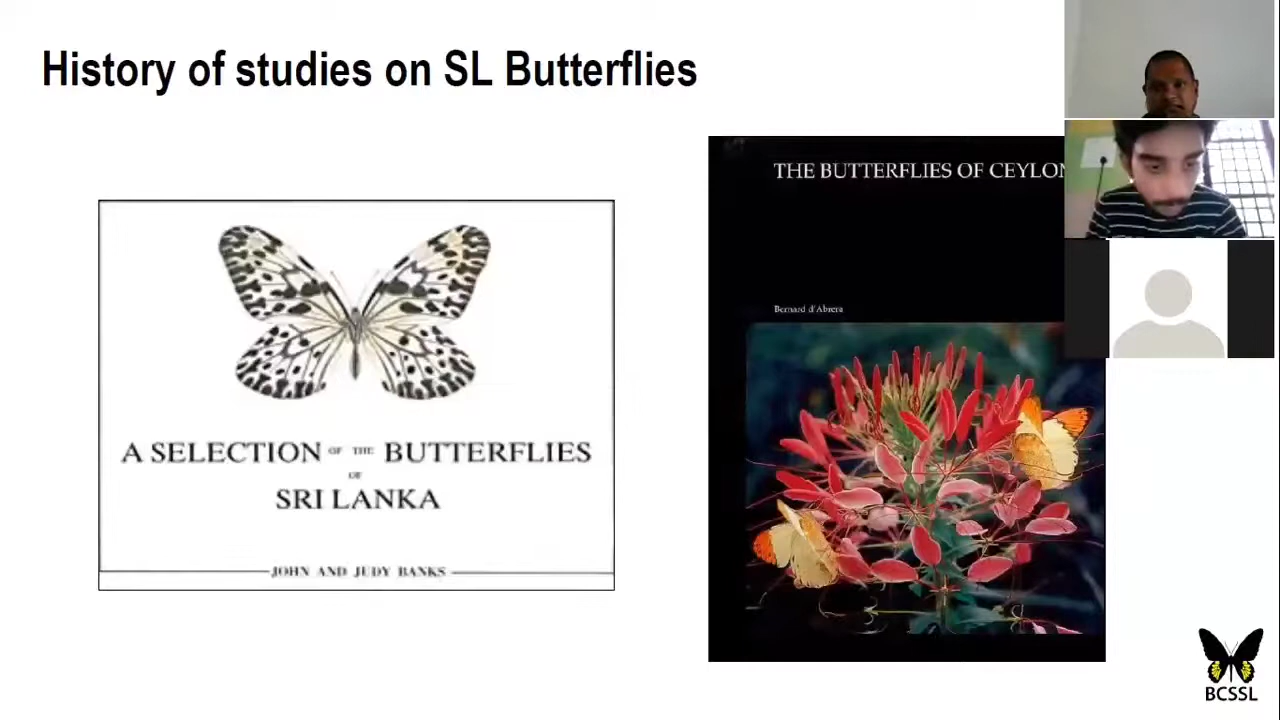 History of studies on SL Butterflies
A SELECTION OF THE BUTTERFLIES
OF
SRI LANKA
JOHN AND JUDY BANKS
THE BUTTERFLIES OF CEYLON
Bernard d'Abrera
BCSSL